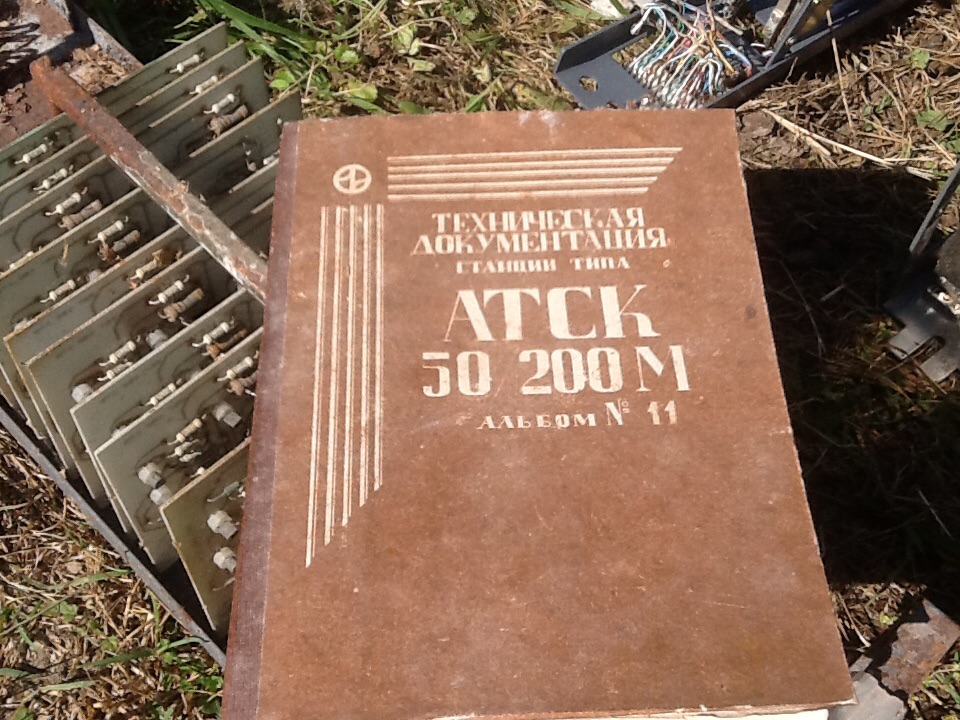 ТЕХНИЧЕСКАЯ
ДОКУМЕНТАЦИЯ
СТАНЦИИ ТИПА
АТСК
50 200 М
АЛЬБОМ № 11